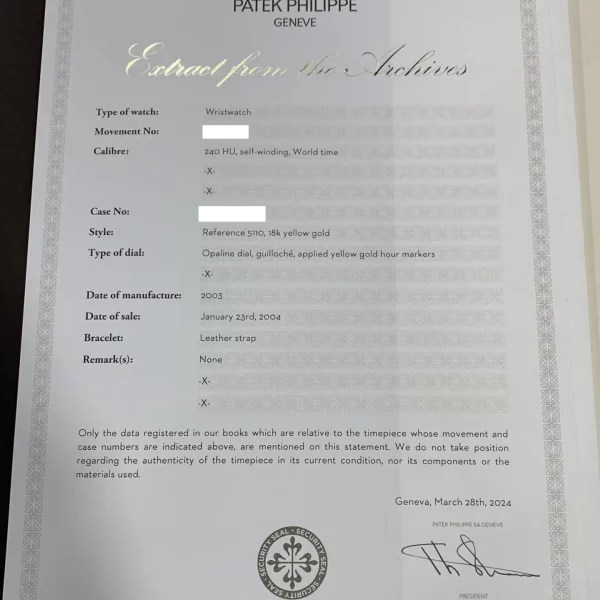 PATEK PHILIPPE
GENEVE
Extract from the Archives
Type of watch: Wristwatch
Movement No:
Calibre: 240 HU, self-winding, World time
-X-
-X-
Case No:
Style: Reference 5110, 18k yellow gold
Type of dial: Opaline dial, guilloché, applied yellow gold hour markers
-X-
Date of manufacture: 2003
Date of sale: January 23rd, 2004
Bracelet: Leather strap
Remark(s): None
-X-
-X-
Only the data registered in our books which are relative to the timepiece whose movement and
case numbers are indicated above, are mentioned on this statement. We do not take position
regarding the authenticity of the timepiece in its current condition, nor its components or the
materials used.
Geneva, March 28th, 2024
PATEK PHILIPPE SA GENEVE
SECURITY SEAL · SECURITY SEAL · SECURITY SEAL ·
PRESIDENT